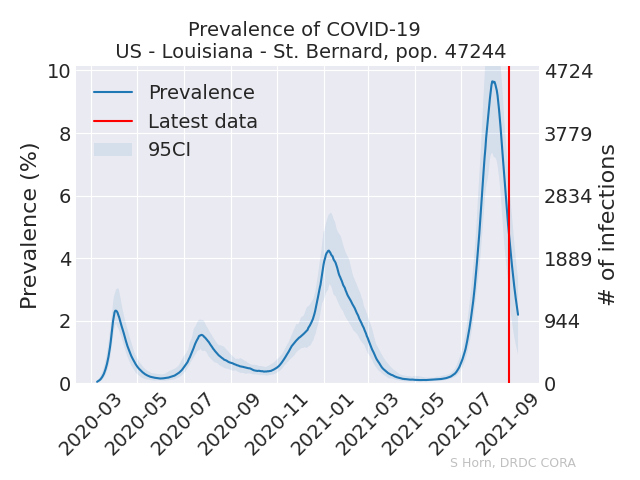 Prevalence of COVID-19
US - Louisiana - St. Bernard, pop. 47244
Prevalence (%)
10
8
6
4
2
0
Prevalence
Latest data
95CI
4724
3779
2834
1889
944
0
# of infections
2020-03
2020-05
2020-07
2020-09
2020-11
2021-01
2021-03
2021-05
2021-07
2021-09
S Horn, DRDC CORA